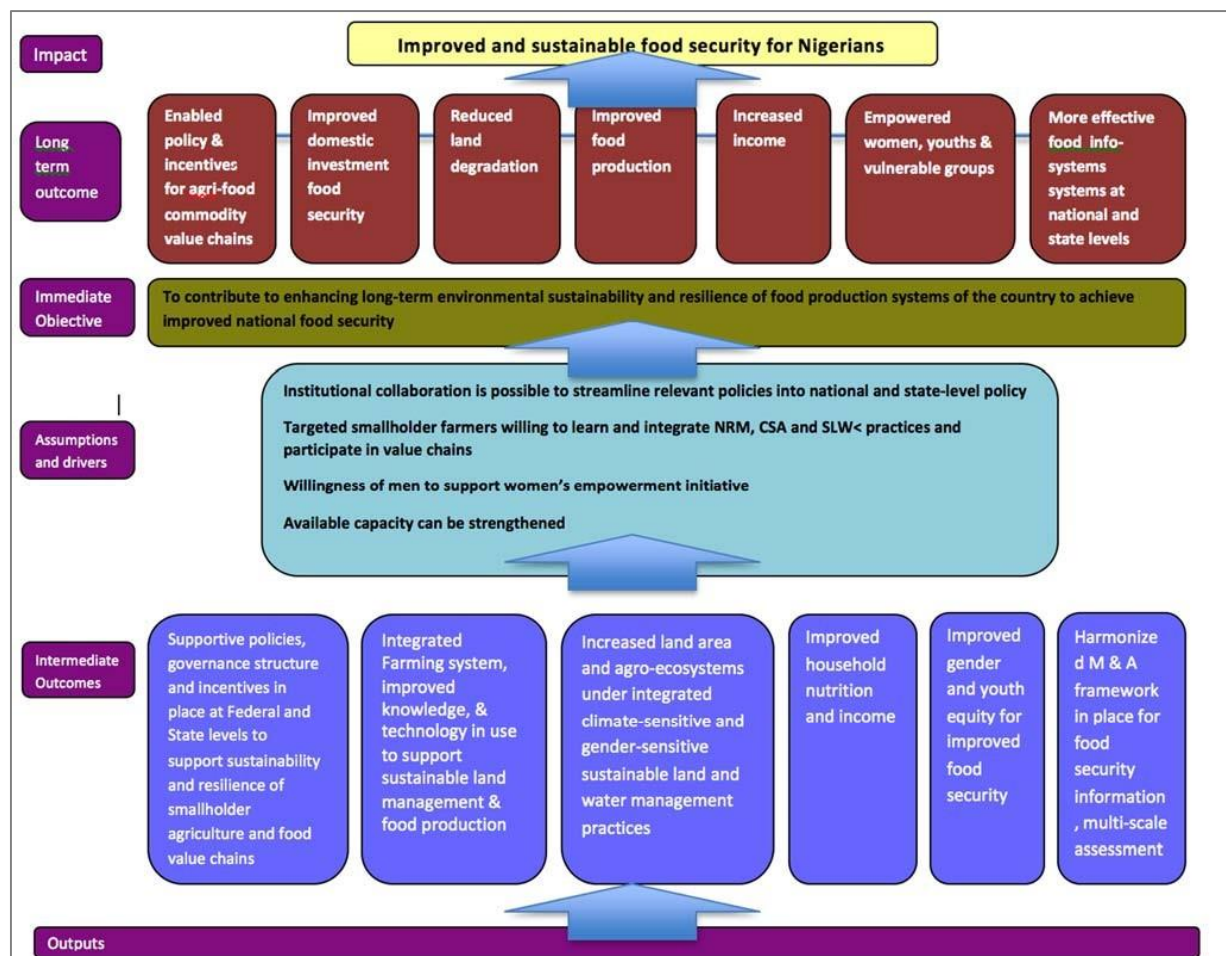 Impact
Improved and sustainable food security for Nigerians
Long
term
outcome
Enabled
policy &
incentives
for agri-food
commodity
value chains
Improved
domestic
investment
food
security
Reduced
land
degradation
Improved
food
production
Increased
income
Empowered
women, youths &
vulnerable groups
More effective
food info-
systems
systems at
national and
state levels
Immediate
Objective
To contribute to enhancing long-term environmental sustainability and resilience of food production systems of the country to achieve
improved national food security
Assumptions
and drivers
Institutional collaboration is possible to streamline relevant policies into national and state-level policy
Targeted smallholder farmers willing to learn and integrate NRM, CSA and SLW< practices and
participate in value chains
Willingness of men to support women's empowerment initiative
Available capacity can be strengthened
Intermediate
Outcomes
Supportive policies,
governance structure
and incentives in
place at Federal and
State levels to
support sustainability
and resilience of
smallholder
agriculture and food
value chains
Integrated
Farming system,
improved
knowledge, &
technology in use
to support
sustainable land
management &
food production
Increased land area
and agro-ecosystems
under integrated
climate-sensitive and
gender-sensitive
sustainable land and
water management
practices
Improved
household
nutrition
and income
Improved
gender
and youth
equity for
improved
food
security
Harmonize
d M & A
framework
in place for
food
security
information
, multi-scale
assessment
Outputs